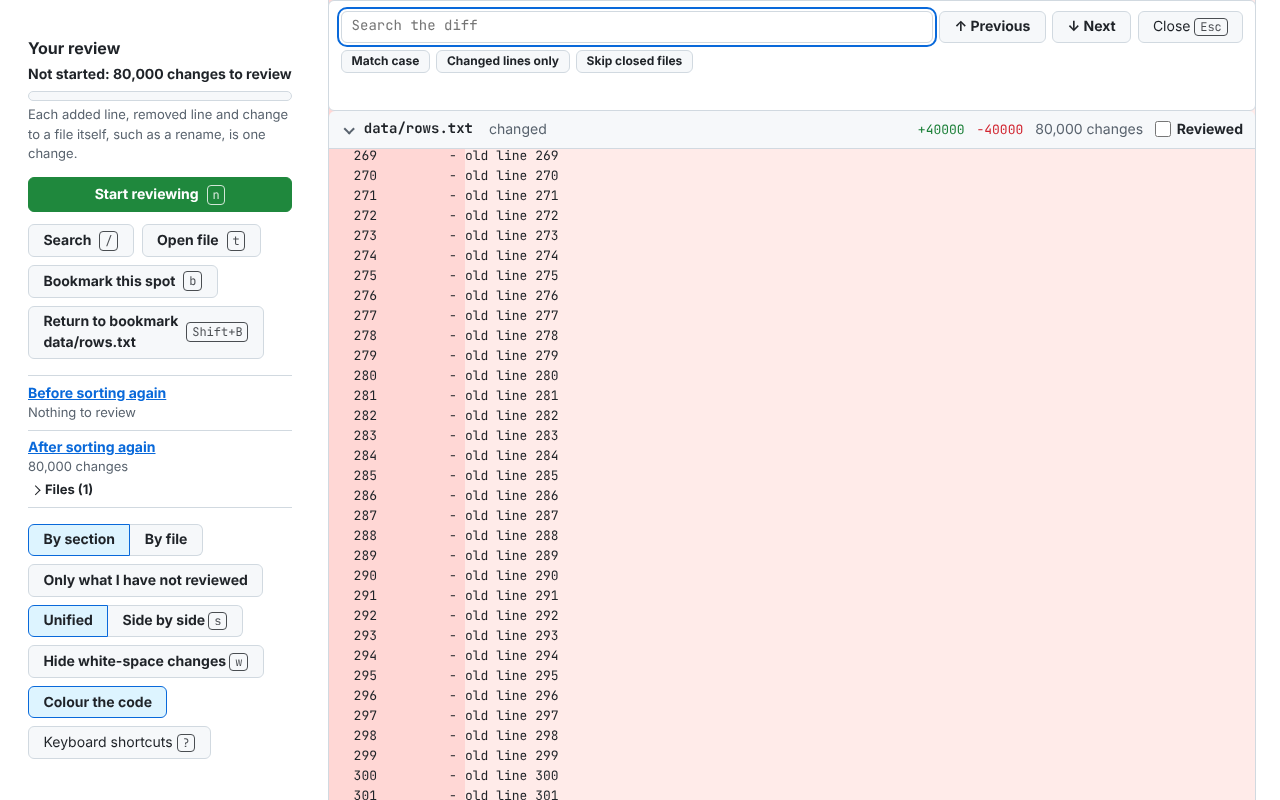 Your review
Not started: 80,000 changes to review
Each added line, removed line and change
to a file itself, such as a rename, is one
change.
Start reviewing n
Search / Open file t
Bookmark this spot b
Return to bookmark
data/rows.txt Shift+B
Before sorting again
Nothing to review
After sorting again
80,000 changes
Files (1)
By section By file
Only what I have not reviewed
Unified Side by side s
Hide white-space changes w
Colour the code
Keyboard shortcuts ?
Search the diff ↑ Previous ↓ Next Close Esc
Match case Changed lines only Skip closed files
data/rows.txt changed +40000 -40000 80,000 changes Reviewed
269 - old line 269
270 - old line 270
271 - old line 271
272 - old line 272
273 - old line 273
274 - old line 274
275 - old line 275
276 - old line 276
277 - old line 277
278 - old line 278
279 - old line 279
280 - old line 280
281 - old line 281
282 - old line 282
283 - old line 283
284 - old line 284
285 - old line 285
286 - old line 286
287 - old line 287
288 - old line 288
289 - old line 289
290 - old line 290
291 - old line 291
292 - old line 292
293 - old line 293
294 - old line 294
295 - old line 295
296 - old line 296
297 - old line 297
298 - old line 298
299 - old line 299
300 - old line 300
301 - old line 301